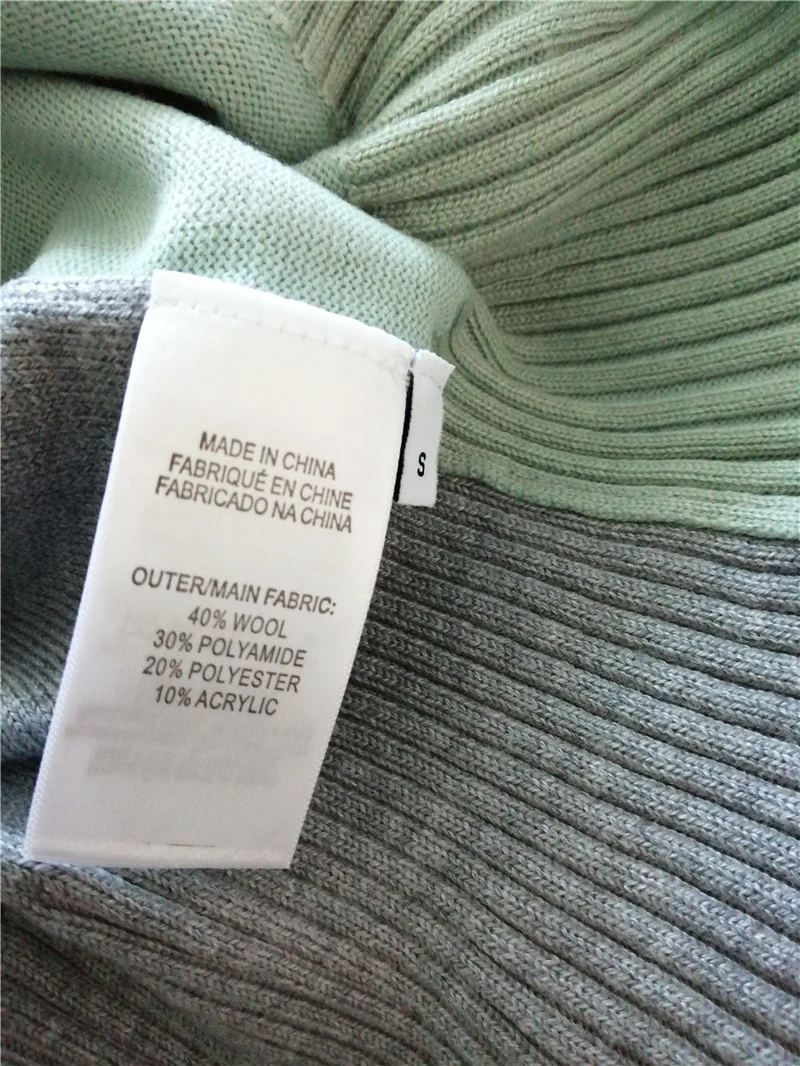 MADE IN CHINA
FABRIQUÉ EN CHINE
FABRICADO NA CHINA
OUTER/MAIN FABRIC:
40% WOOL
30% POLYAMIDE
20% POLYESTER
10% ACRYLIC
S